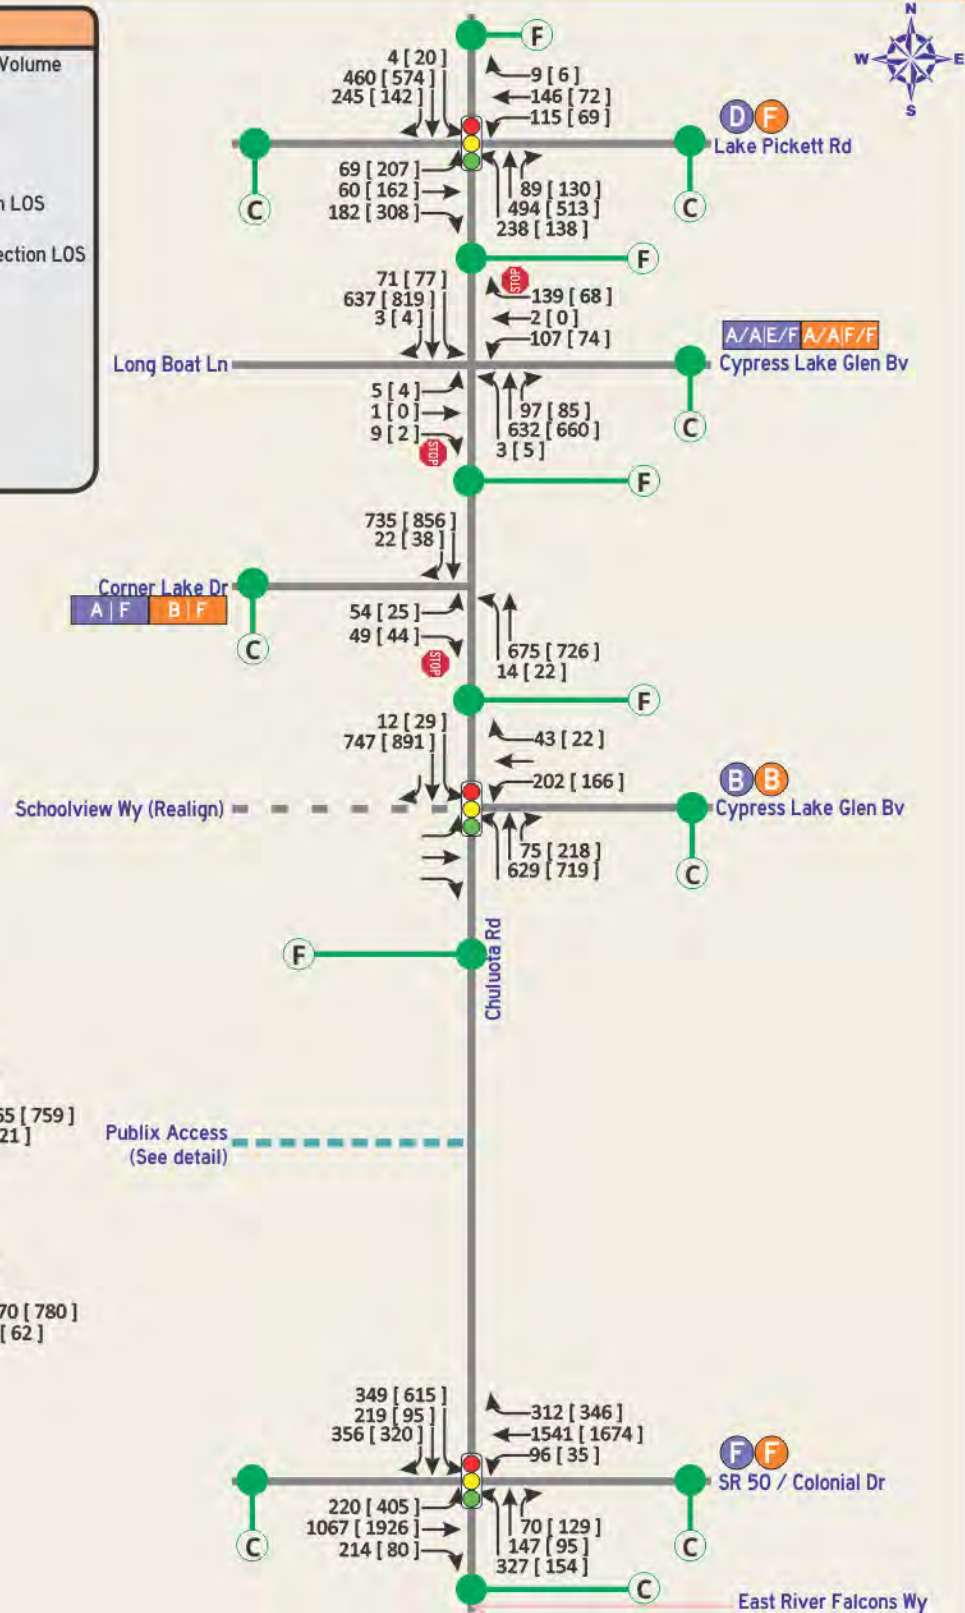 N
W E
S
Volume
LOS
ection LOS
F
4 [ 20 ]
460 [ 574 ]
245 [ 142 ]
9 [ 6 ]
146 [ 72 ]
115 [ 69 ]
D F
Lake Pickett Rd
69 [ 207 ]
60 [ 162 ]
182 [ 308 ]
89 [ 130 ]
494 [ 513 ]
238 [ 138 ]
C
C
F
71 [ 77 ]
637 [ 819 ]
3 [ 4 ]
STOP
139 [ 68 ]
2 [ 0 ]
107 [ 74 ]
A/A|E/F A/A|F/F
Long Boat Ln
Cypress Lake Glen Bv
5 [ 4 ]
1 [ 0 ]
9 [ 2 ]
STOP
97 [ 85 ]
632 [ 660 ]
3 [ 5 ]
C
F
735 [ 856 ]
22 [ 38 ]
Corner Lake Dr
A | F B | F
54 [ 25 ]
49 [ 44 ]
STOP
675 [ 726 ]
14 [ 22 ]
C
F
12 [ 29 ]
747 [ 891 ]
43 [ 22 ]
202 [ 166 ]
B B
Schoolview Wy (Realign)
Cypress Lake Glen Bv
75 [ 218 ]
629 [ 719 ]
C
F
Chuluota Rd
65 [ 759 ]
21 ]
Publix Access
(See detail)
70 [ 780 ]
[ 62 ]
349 [ 615 ]
219 [ 95 ]
356 [ 320 ]
312 [ 346 ]
1541 [ 1674 ]
96 [ 35 ]
F F
SR 50 / Colonial Dr
220 [ 405 ]
1067 [ 1926 ]
214 [ 80 ]
70 [ 129 ]
147 [ 95 ]
327 [ 154 ]
C
C
C
East River Falcons Wy